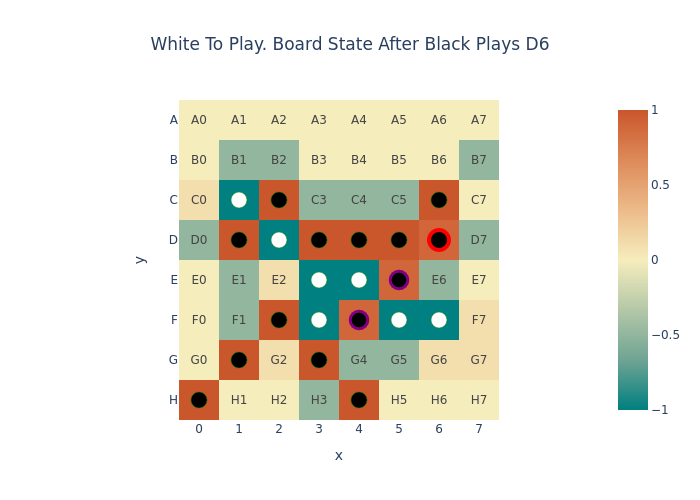 White To Play. Board State After Black Plays D6
A A0 A1 A2 A3 A4 A5 A6 A7
B B0 B1 B2 B3 B4 B5 B6 B7
C C0 C3 C4 C5 C7
D D0 D7
E E0 E1 E2 E6 E7
F F0 F1 F7
G G0 G2 G4 G5 G6 G7
H H1 H2 H3 H5 H6 H7
0 1 2 3 4 5 6 7
x
y
1
0.5
0
−0.5
−1